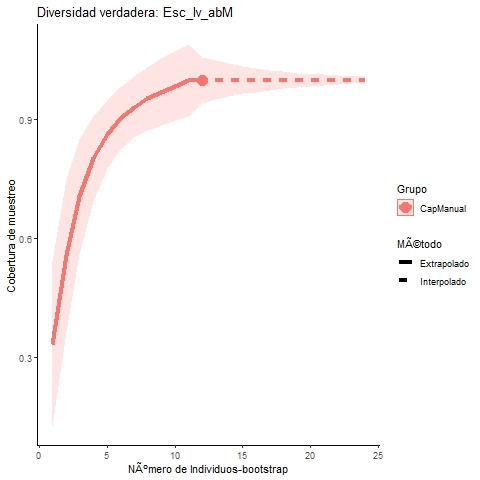 Diversidad verdadera: Esc_lv_abM
Cobertura de muestreo
0.9
0.6
0.3
0
5
10
15
20
25
NÃºmero de Individuos-bootstrap
Grupo
CapManual
MÃ©todo
Extrapolado
Interpolado